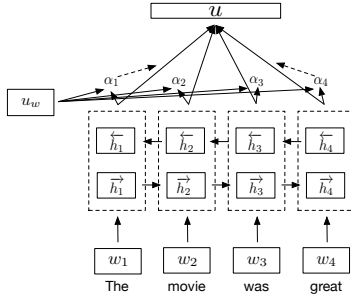 u
α₁ α₂ α₃ α₄
u_w
←h₁ ←h₂ ←h₃ ←h₄
→h₁ →h₂ →h₃ →h₄
w₁ w₂ w₃ w₄
The movie was great